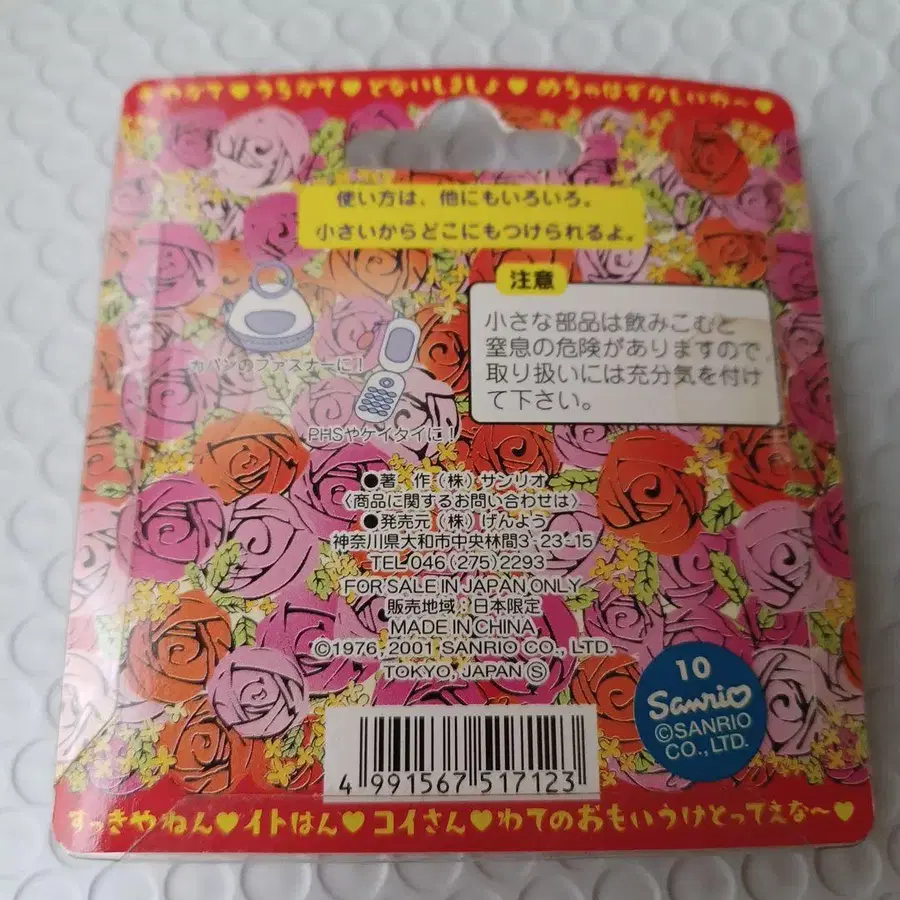 うちかて♥どないしましょ♥めちゃはずかしいわ〜♥
使い方は、他にもいろいろ。
小さいからどこにもつけられるよ。
注意
小さな部品は飲みこむと
窒息の危険がありますので、
取り扱いには充分気を付け
て下さい。
カバンのファスナーに！
PHSやケイタイに！
●著 作（株）サンリオ
〈商品に関するお問い合わせは〉
●発売元（株）げんよう
神奈川県大和市中央林間3-23-15
TEL 046(275)2293
FOR SALE IN JAPAN ONLY
販売地域：日本限定
MADE IN CHINA
©1976, 2001 SANRIO CO., LTD.
TOKYO, JAPAN Ⓢ
10
Sanrio
©SANRIO
CO., LTD.
4 991567 517123
すっきやねん♥イトはん♥コイさん♥わてのおもいうけとってえな〜♥